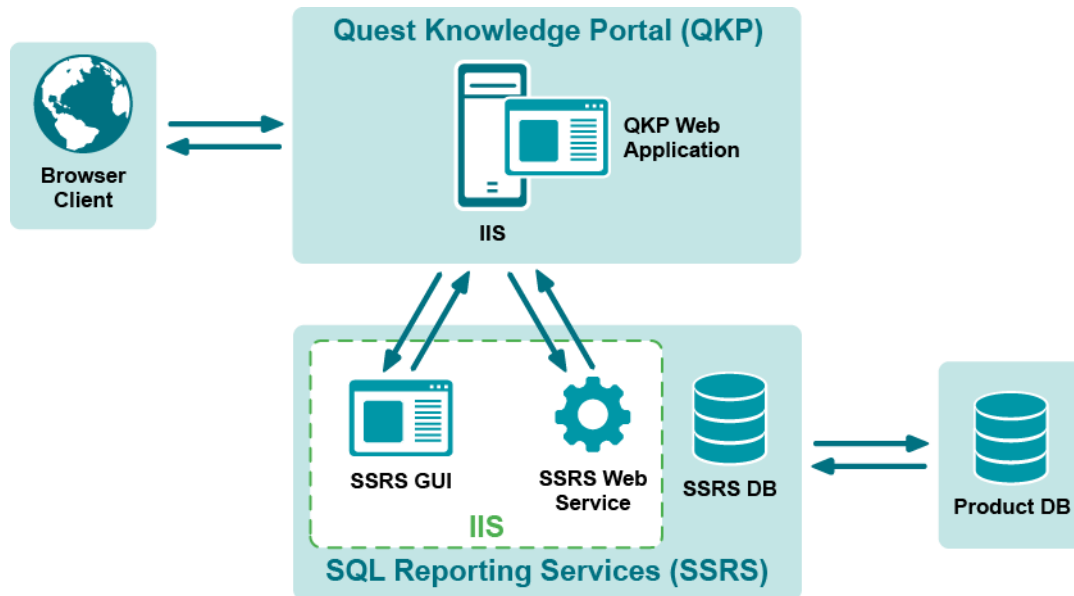 Quest Knowledge Portal (QKP)
Browser
Client
QKP Web
Application
IIS
SSRS GUI
SSRS Web
Service
IIS
SSRS DB
Product DB
SQL Reporting Services (SSRS)